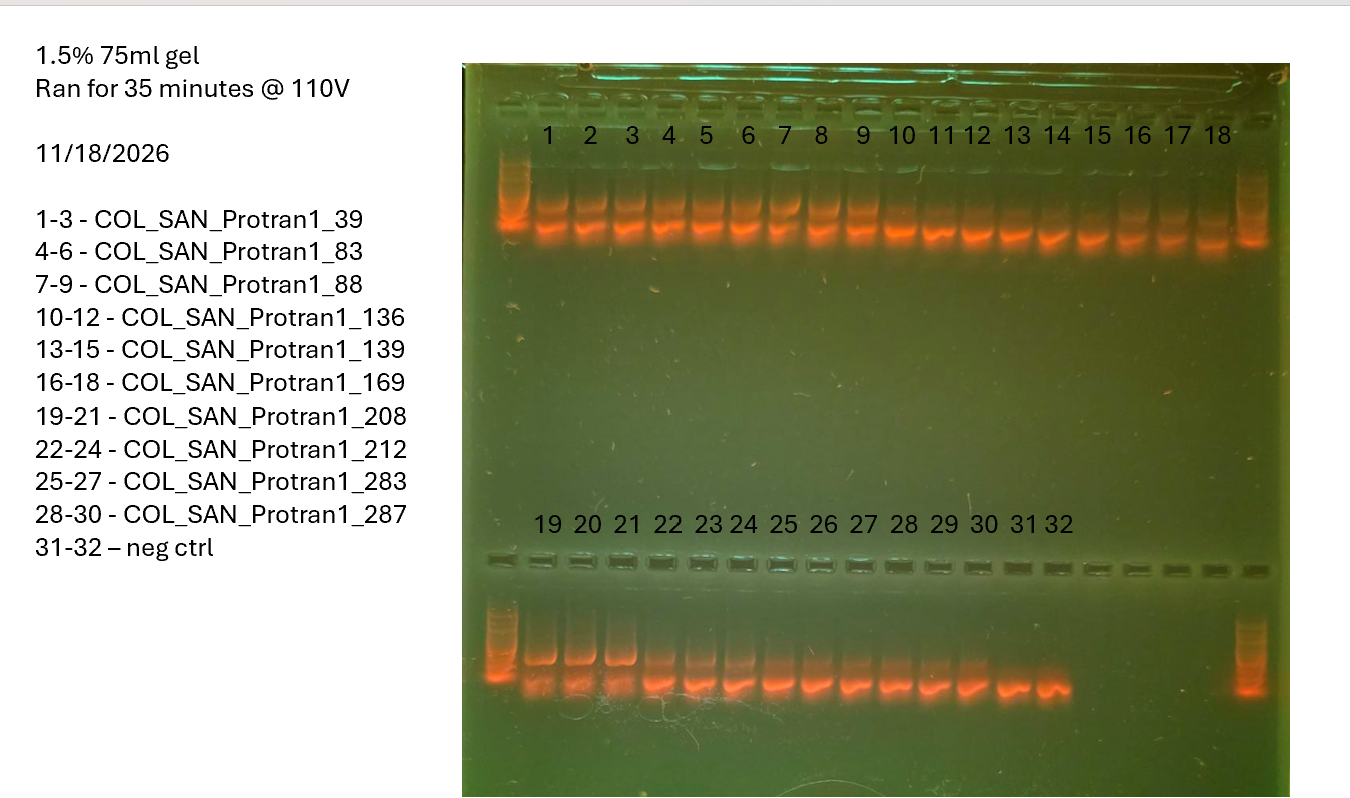 1.5% 75ml gel
Ran for 35 minutes @ 110V
11/18/2026
1-3 - COL_SAN_Protran1_39
4-6 - COL_SAN_Protran1_83
7-9 - COL_SAN_Protran1_88
10-12 - COL_SAN_Protran1_136
13-15 - COL_SAN_Protran1_139
16-18 - COL_SAN_Protran1_169
19-21 - COL_SAN_Protran1_208
22-24 - COL_SAN_Protran1_212
25-27 - COL_SAN_Protran1_283
28-30 - COL_SAN_Protran1_287
31-32 – neg ctrl
1 2 3 4 5 6 7 8 9 10 11 12 13 14 15 16 17 18
19 20 21 22 23 24 25 26 27 28 29 30 31 32